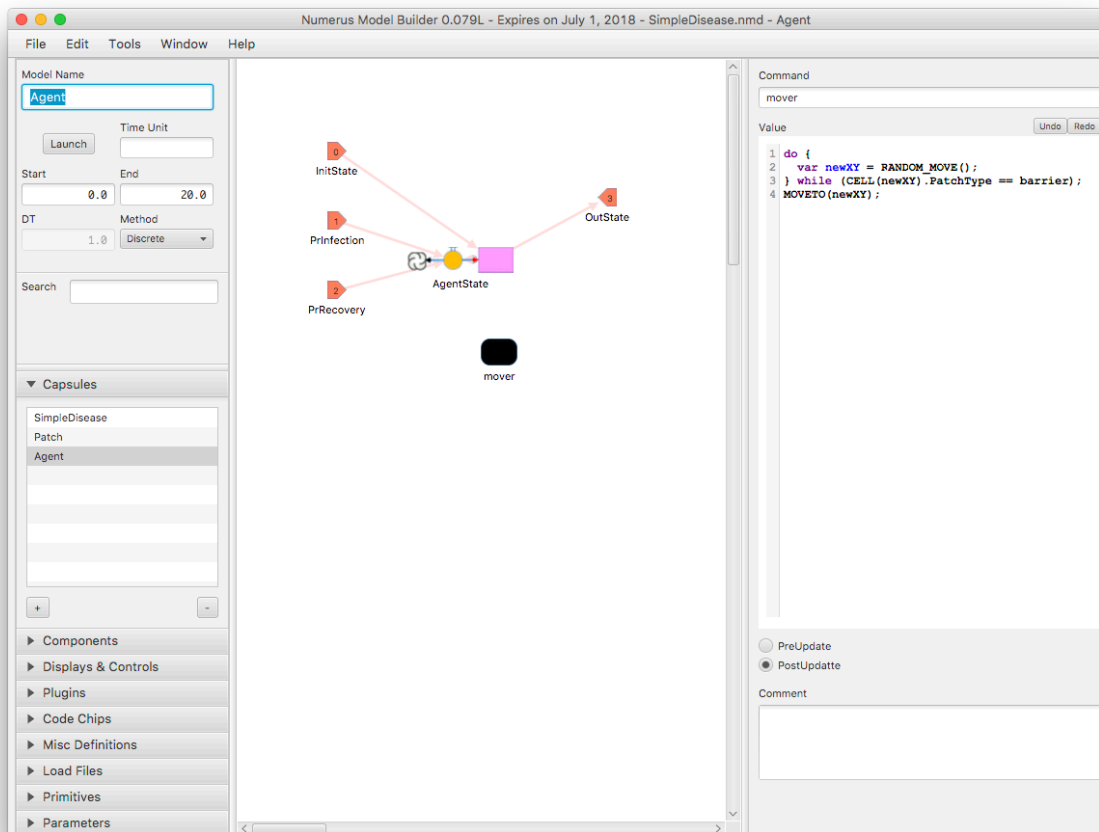 Numerus Model Builder 0.079L - Expires on July 1, 2018 - SimpleDisease.nmd - Agent
File Edit Tools Window Help
Model Name
Agent
Launch
Time Unit
Start End
0.0 20.0
DT Method
1.0 Discrete
Search
Capsules
SimpleDisease
Patch
Agent
+ -
Components
Displays & Controls
Plugins
Code Chips
Misc Definitions
Load Files
Primitives
Parameters
0
InitState
1
PrInfection
2
PrRecovery
AgentState
3
OutState
mover
Command
mover
Value Undo Redo
1 do {
2 var newXY = RANDOM_MOVE();
3 } while (CELL(newXY).PatchType == barrier);
4 MOVETO(newXY);
PreUpdate
PostUpdatte
Comment